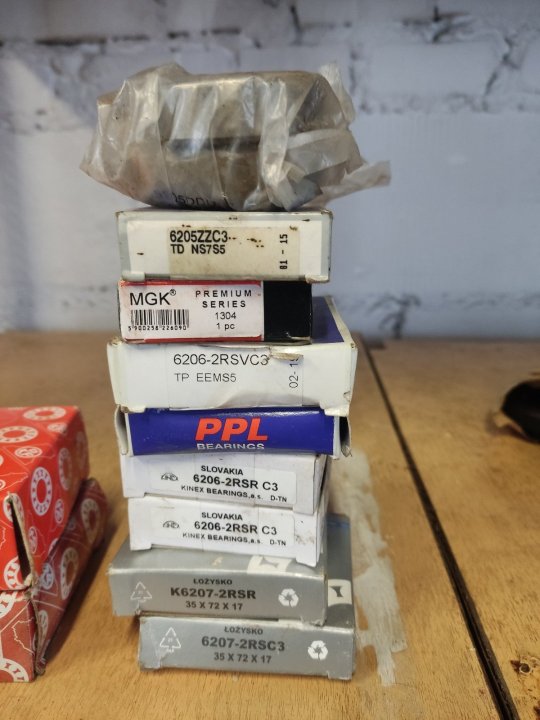 6205ZZC3
TD NS7S5
81 - 15
MGK®
PREMIUM
SERIES
1304
1 pc
5900258226090
6206-2RSVC3
TP EEMS5
PPL
BEARINGS
SLOVAKIA
6206-2RSR C3
KINEX BEARINGS,a.s. D-TN
SLOVAKIA
6206-2RSR C3
KINEX BEARINGS,a.s. D-TN
ŁOŻYSKO
K6207-2RSR
35 X 72 X 17
ŁOŻYSKO
6207-2RSC3
35 X 72 X 17